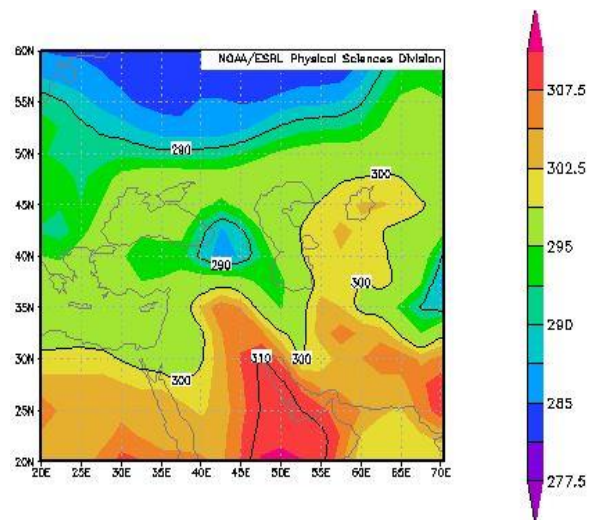 NOAA/ESRL Physical Sciences Division
60N
55N
50N
45N
40N
35N
30N
25N
20N
20E 25E 30E 35E 40E 45E 50E 55E 60E 65E 70E
290
300
290
300
310
300
300
307.5
302.5
295
290
285
277.5